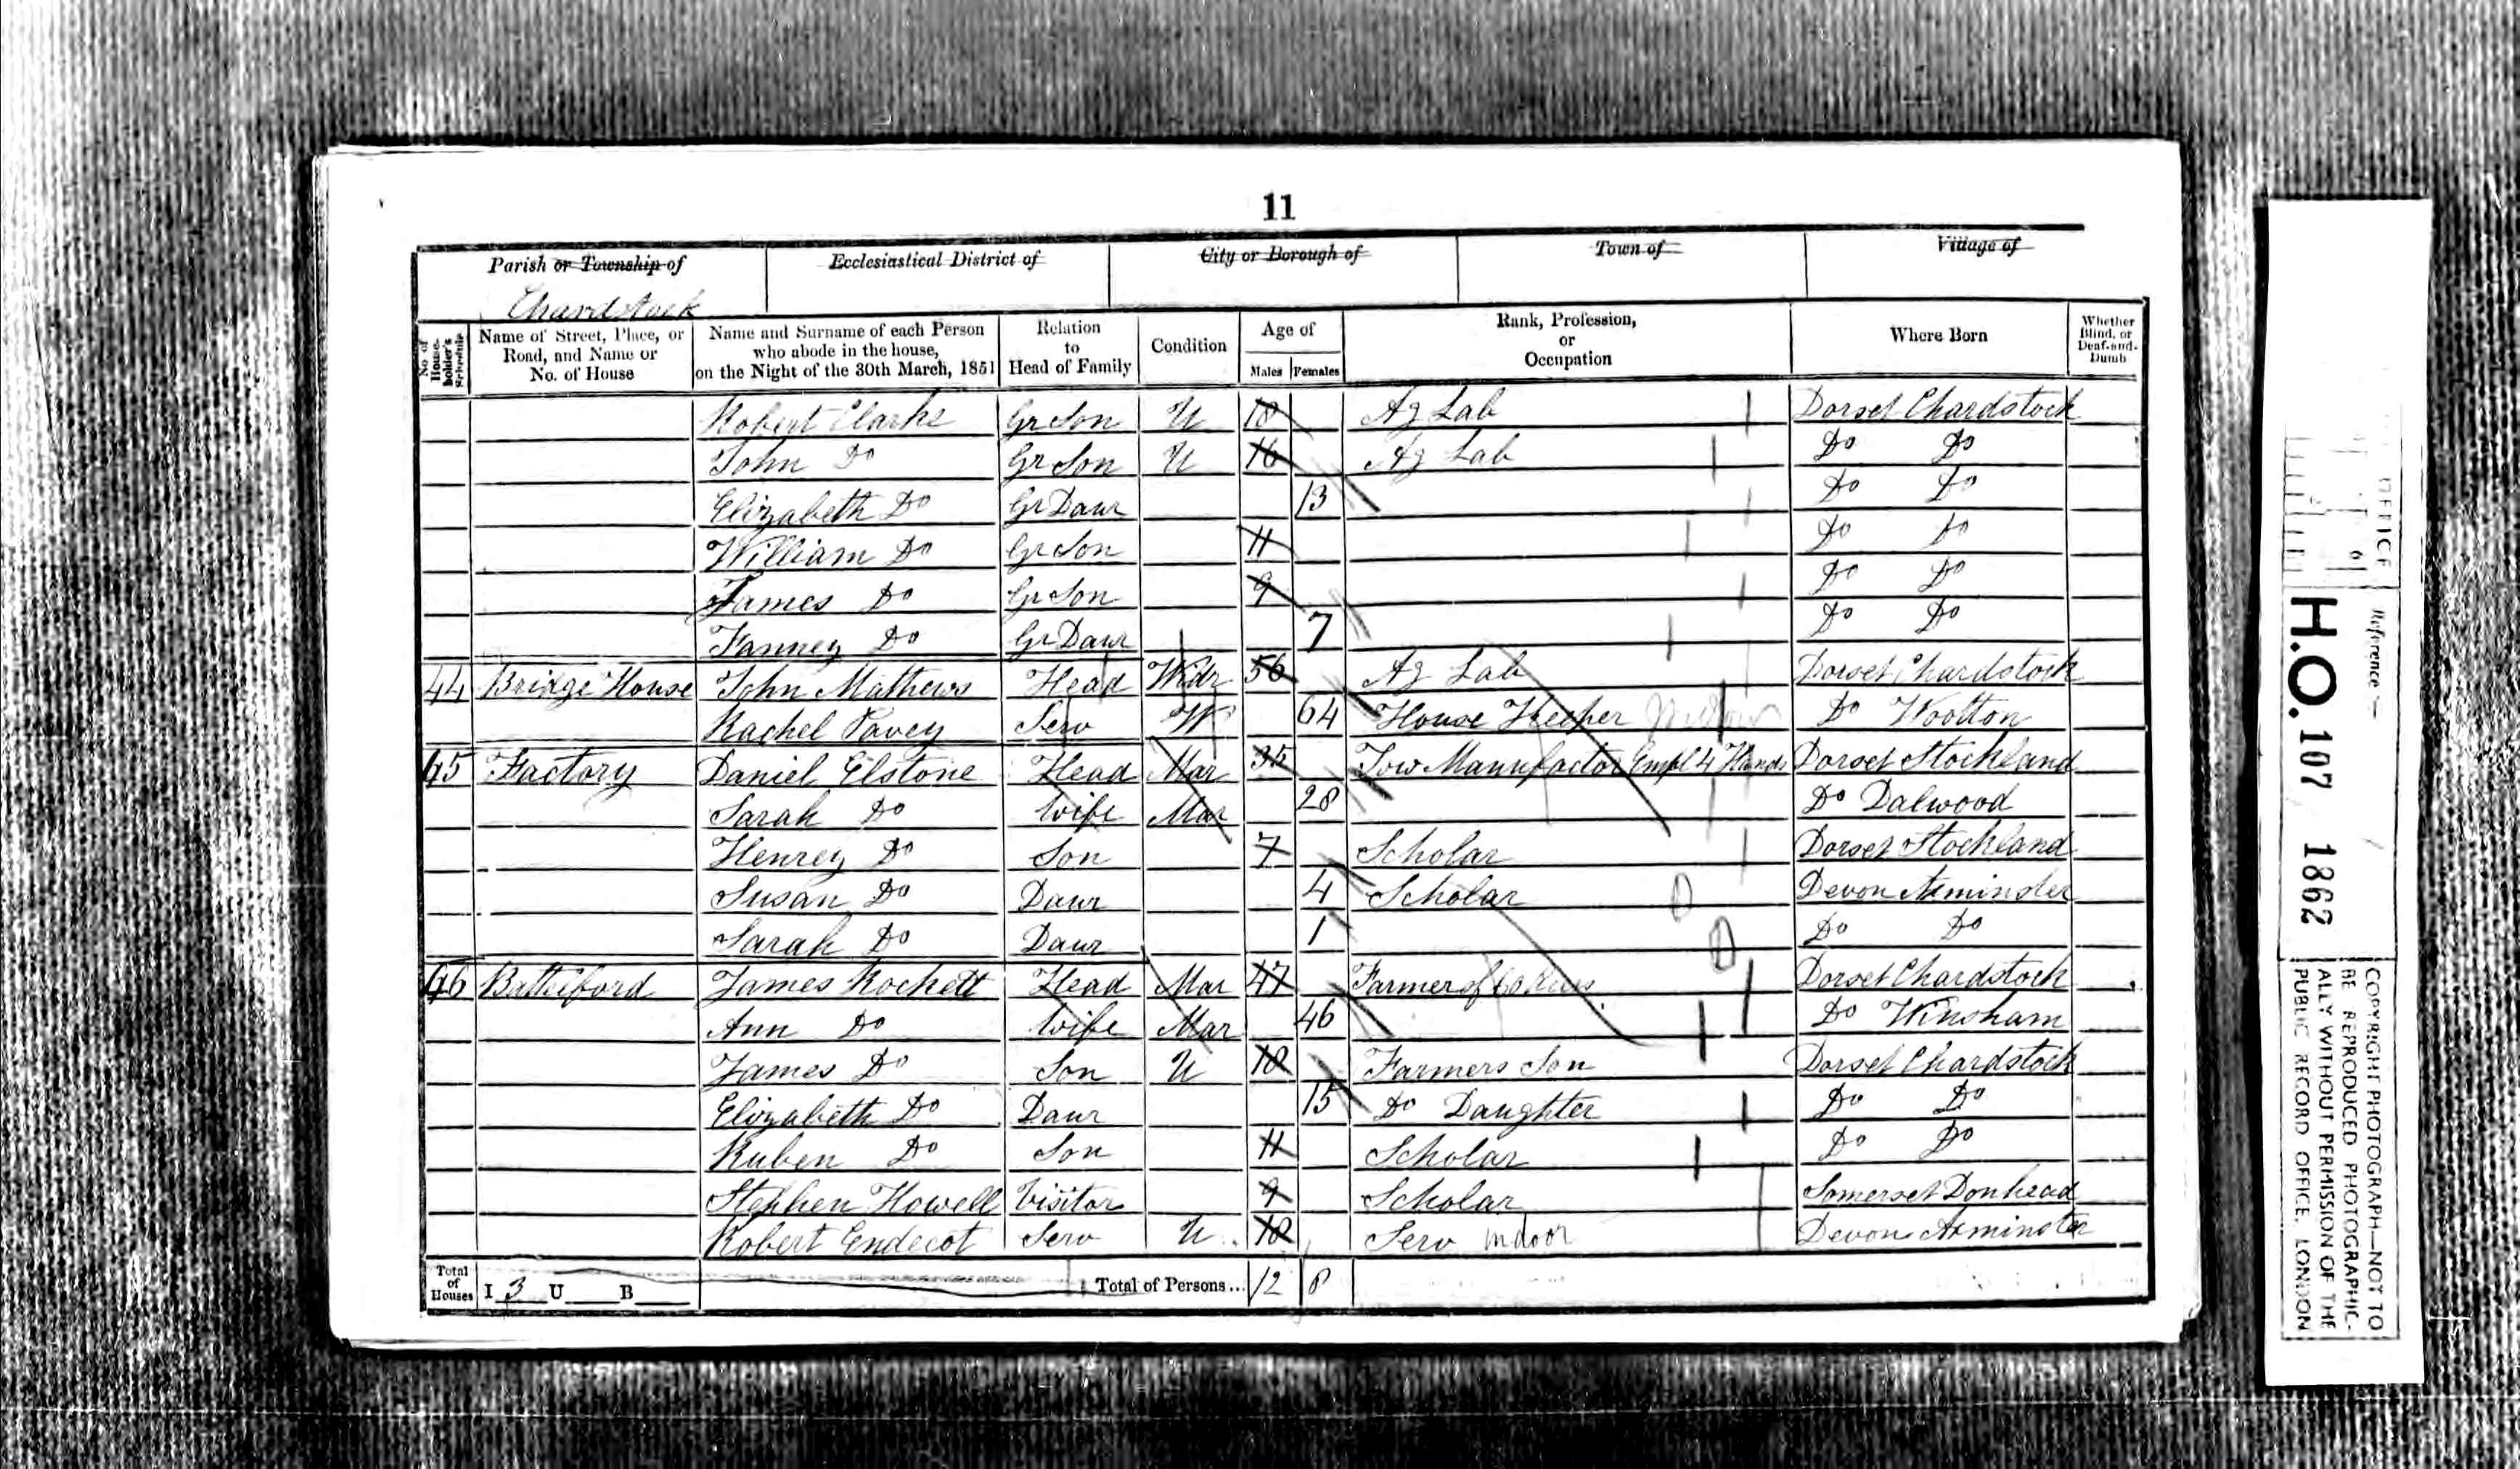 11
Parish or Township of
Ecclesiastical District of
City or Borough of
Town of
Village of
Chardstock
No. of House-holder's Schedule
Name of Street, Place, or Road, and Name or No. of House
Name and Surname of each Person who abode in the house, on the Night of the 30th March, 1851
Relation to Head of Family
Condition
Age of
Males Females
Rank, Profession, or Occupation
Where Born
Whether Blind, or Deaf-and-Dumb
Robert Clarke Gr Son U 18 Ag Lab Dorset Chardstock
John Do Gr Son U 16 Ag Lab Do Do
Elizabeth Do Gr Daur 13 Do Do
William Do Gr Son 11 Do Do
James Do Gr Son 9 Do Do
Fanney Do Gr Daur 7 Do Do
44 Bridge House John Mathews Head Widr 56 Ag Lab Dorset Chardstock
Rachel Pavey Serv W 64 House Keeper Do Wootton
45 Factory Daniel Elstone Head Mar 35 Tow Manufactor Empl 4 Hands Dorset Stockland
Sarah Do Wife Mar 28 Do Dalwood
Henrey Do Son 7 Scholar Dorset Stockland
Susan Do Daur 4 Scholar Devon Axminster
Sarah Do Daur 1 Do Do
46 James Rockett Head Mar 47 Farmer of Dorset Chardstock
Ann Do Wife Mar 46 Do Winsham
James Do Son U 18 Farmers Son Dorset Chardstock
Elizabeth Do Daur 15 Do Daughter Do Do
Ruben Do Son 11 Scholar Do Do
Stephen Howell Visitor 9 Scholar Somerset Donhead
Robert Endecot Serv U 18 Serv indoor Devon Axminster
Total of Houses I 3 U B Total of Persons... 12 8
OFFICE
6
Reference :—
H.O. 107 1862
COPYRIGHT PHOTOGRAPH—NOT TO
BE REPRODUCED PHOTOGRAPHIC-
ALLY WITHOUT PERMISSION OF THE
PUBLIC RECORD OFFICE, LONDON